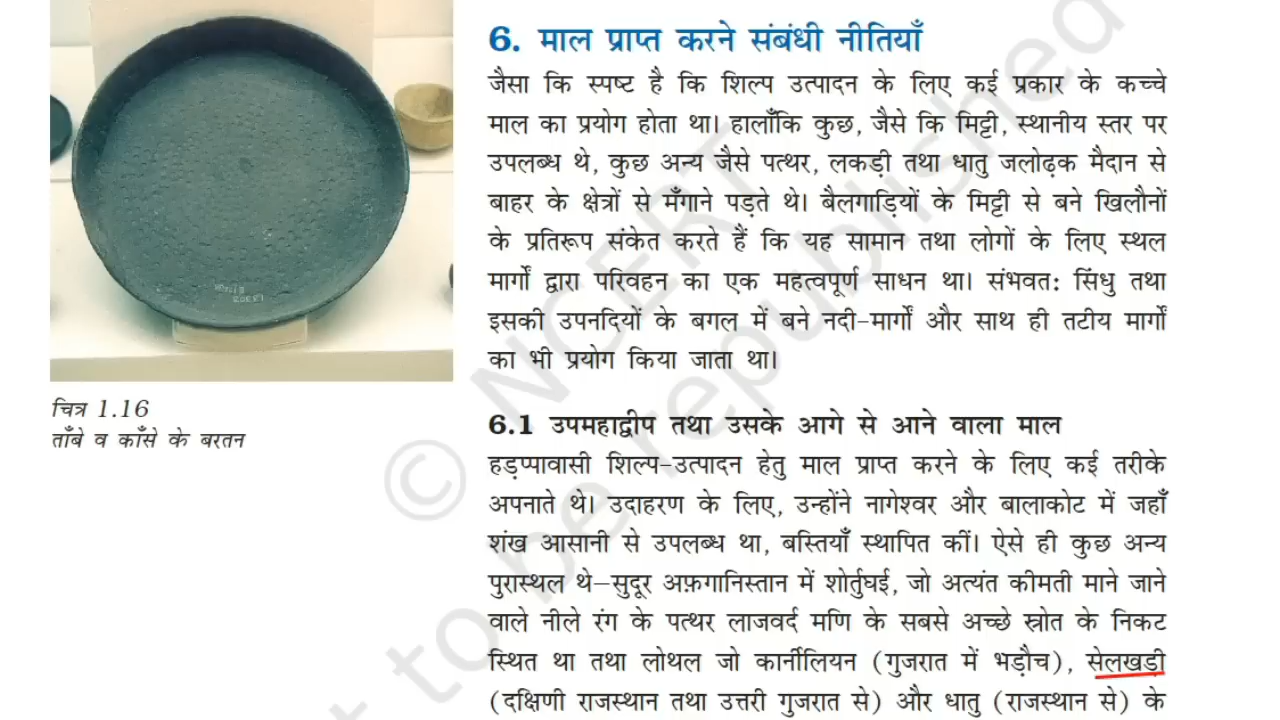 6. माल प्राप्त करने संबंधी नीतियाँ
जैसा कि स्पष्ट है कि शिल्प उत्पादन के लिए कई प्रकार के कच्चे
माल का प्रयोग होता था। हालाँकि कुछ, जैसे कि मिट्टी, स्थानीय स्तर पर
उपलब्ध थे, कुछ अन्य जैसे पत्थर, लकड़ी तथा धातु जलोढ़क मैदान से
बाहर के क्षेत्रों से मँगाने पड़ते थे। बैलगाड़ियों के मिट्टी से बने खिलौनों
के प्रतिरूप संकेत करते हैं कि यह सामान तथा लोगों के लिए स्थल
मार्गों द्वारा परिवहन का एक महत्वपूर्ण साधन था। संभवत: सिंधु तथा
इसकी उपनदियों के बगल में बने नदी-मार्गों और साथ ही तटीय मार्गों
का भी प्रयोग किया जाता था।
चित्र 1.16
ताँबे व काँसे के बरतन
6.1 उपमहाद्वीप तथा उसके आगे से आने वाला माल
हड़प्पावासी शिल्प-उत्पादन हेतु माल प्राप्त करने के लिए कई तरीके
अपनाते थे। उदाहरण के लिए, उन्होंने नागेश्वर और बालाकोट में जहाँ
शंख आसानी से उपलब्ध था, बस्तियाँ स्थापित कीं। ऐसे ही कुछ अन्य
पुरास्थल थे–सुदूर अफ़गानिस्तान में शोर्तुघई, जो अत्यंत कीमती माने जाने
वाले नीले रंग के पत्थर लाजवर्द मणि के सबसे अच्छे स्रोत के निकट
स्थित था तथा लोथल जो कार्नीलियन (गुजरात में भड़ौच), सेलखड़ी
(दक्षिणी राजस्थान तथा उत्तरी गुजरात से) और धातु (राजस्थान से) के
© NCERT
t to be republished